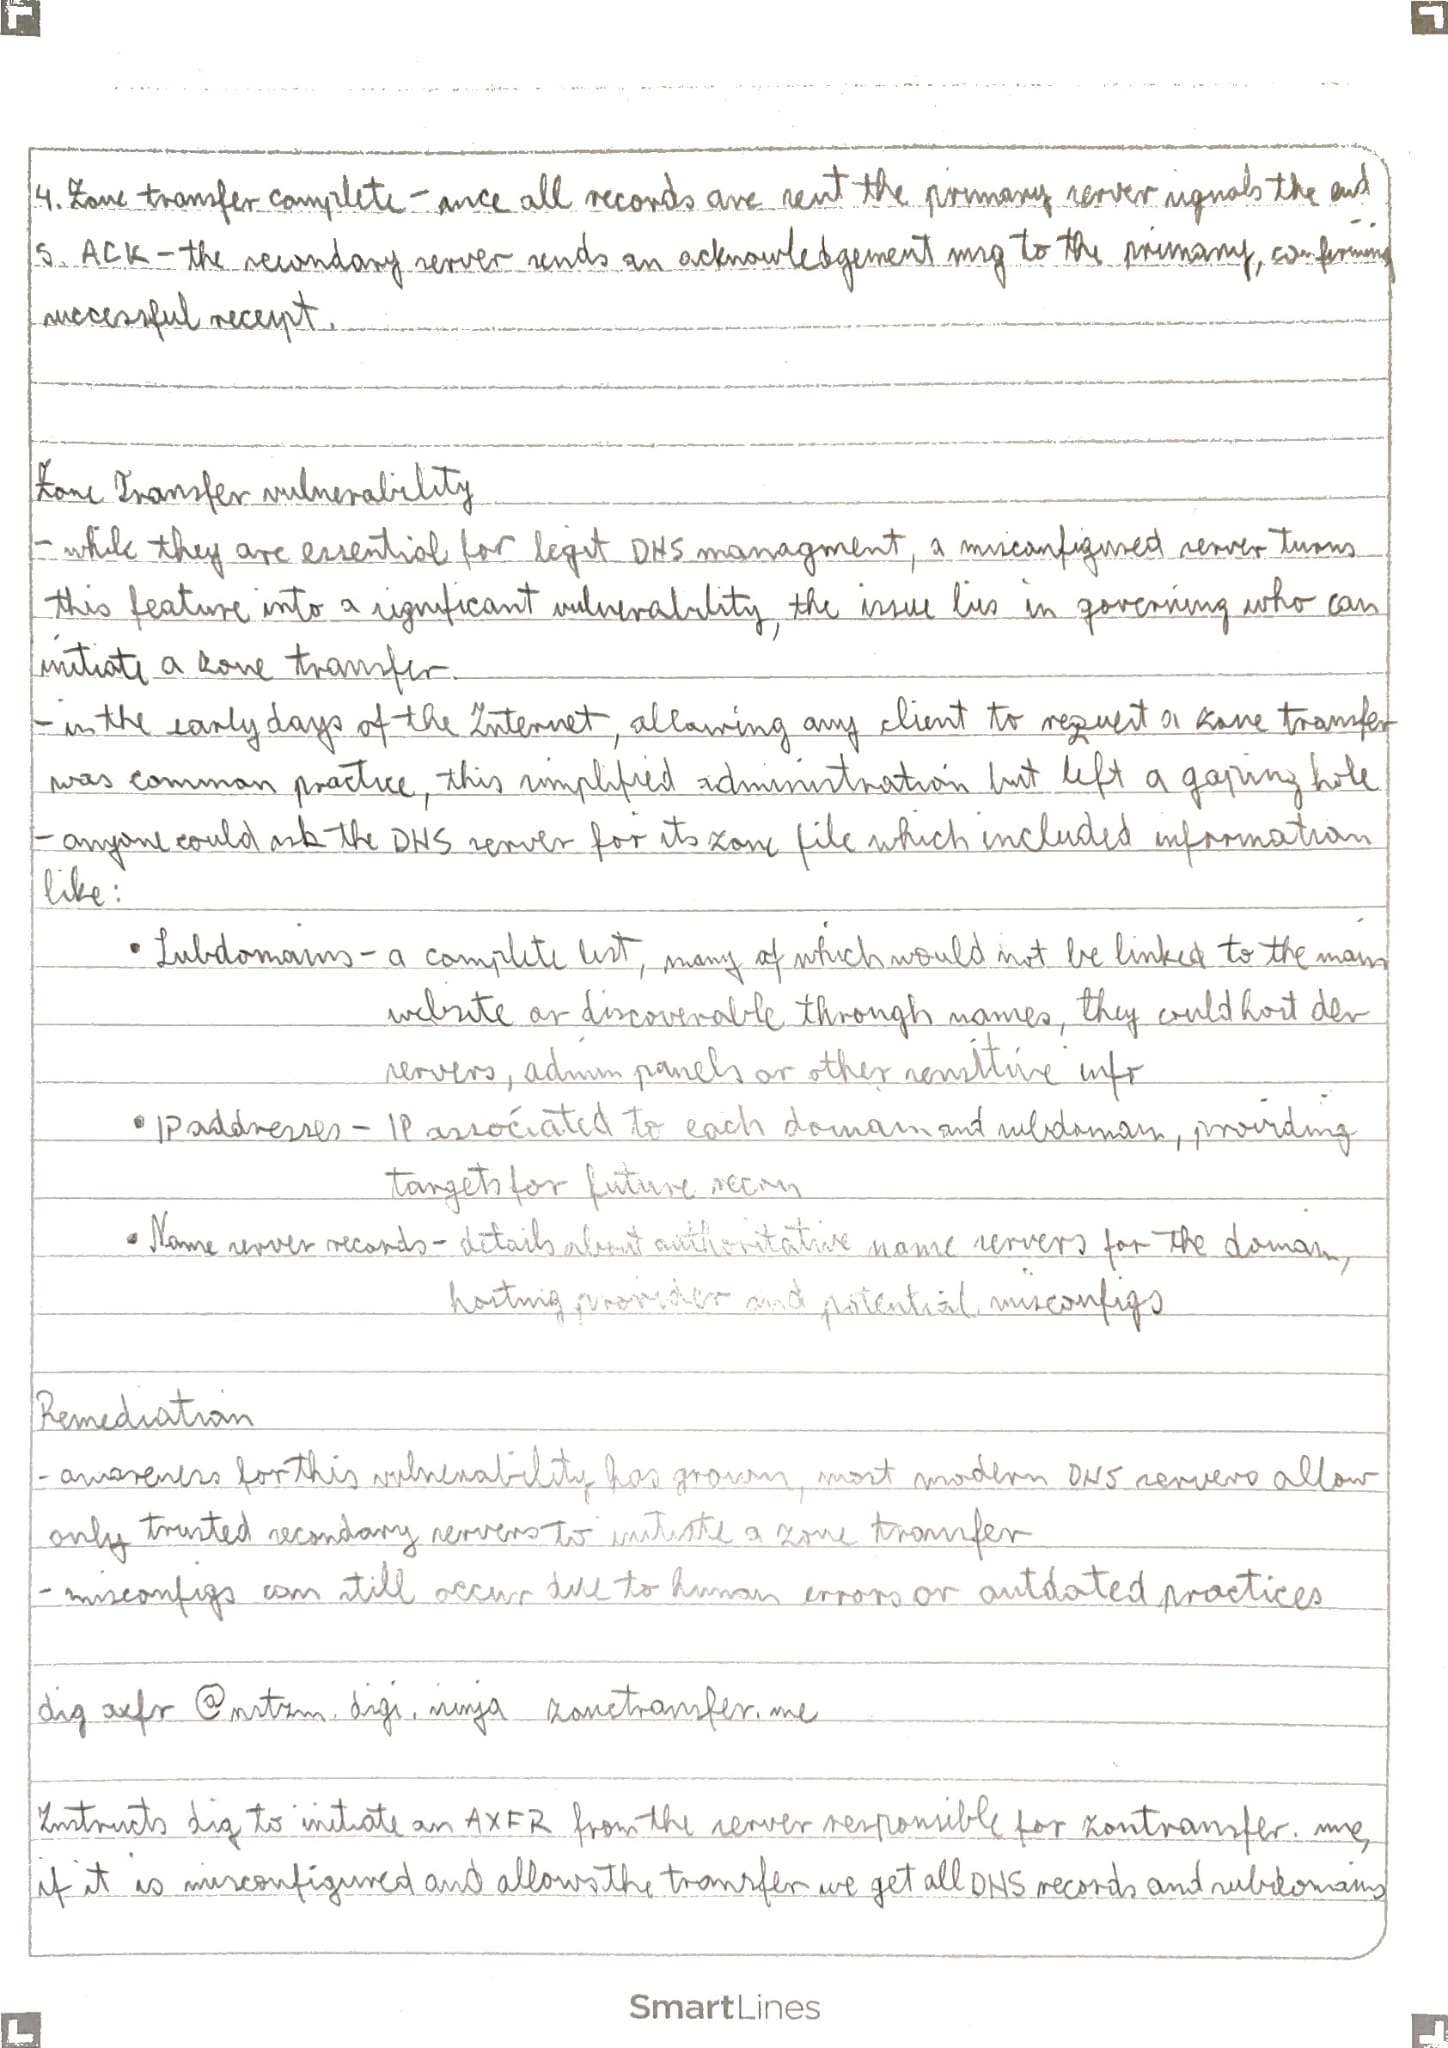 4. Zone transfer complete - once all records are sent the primary server signals the end
5. ACK - the secondary server sends an acknowledgement msg to the primary, confirming
successful receipt.
Zone Transfer vulnerability
- while they are essential for legit DNS managment, a misconfigured server turns
this feature into a significant vulnerability, the issue lies in governing who can
initiate a zone transfer.
- in the early days of the Internet, allowing any client to request a zone transfer
was common practice, this simplified administration but left a gaping hole
- anyone could ask the DNS server for its zone file which included information
like:
• Subdomains - a complete list, many of which would not be linked to the main
website or discoverable through names, they could host dev
servers, admin panels or other sensitive infr
• IP addresses - IP associated to each domain and subdomain, providing
targets for future recon
• Name server records - details about authoritative name servers for the domain,
hosting provider and potential misconfigs
Remediation
- awareness for this vulnerability has grown, most modern DNS servers allow
only trusted secondary servers to initiate a zone transfer
- misconfigs can still occur due to human errors or outdated practices
dig axfr @nsztm.digi.ninja zonetransfer.me
Instructs dig to initiate an AXFR from the server responsible for zontransfer.me,
if it is misconfigured and allows the transfer we get all DNS records and subdomains
SmartLines